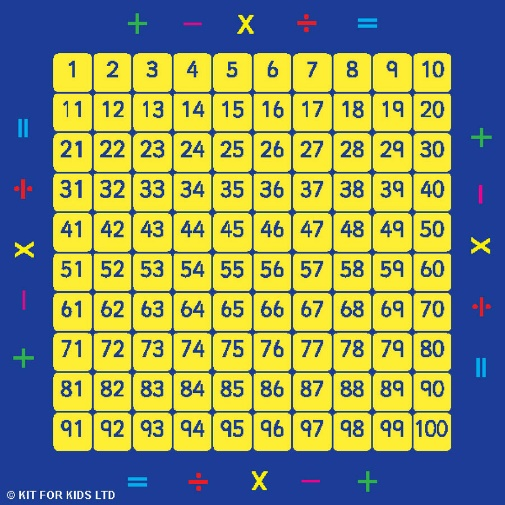 + − x ÷ =
1 2 3 4 5 6 7 8 9 10
11 12 13 14 15 16 17 18 19 20
21 22 23 24 25 26 27 28 29 30
31 32 33 34 35 36 37 38 39 40
41 42 43 44 45 46 47 48 49 50
51 52 53 54 55 56 57 58 59 60
61 62 63 64 65 66 67 68 69 70
71 72 73 74 75 76 77 78 79 80
81 82 83 84 85 86 87 88 89 90
91 92 93 94 95 96 97 98 99 100
+ − x ÷ =
= ÷ x − +
= ÷ x − +
© KIT FOR KIDS LTD